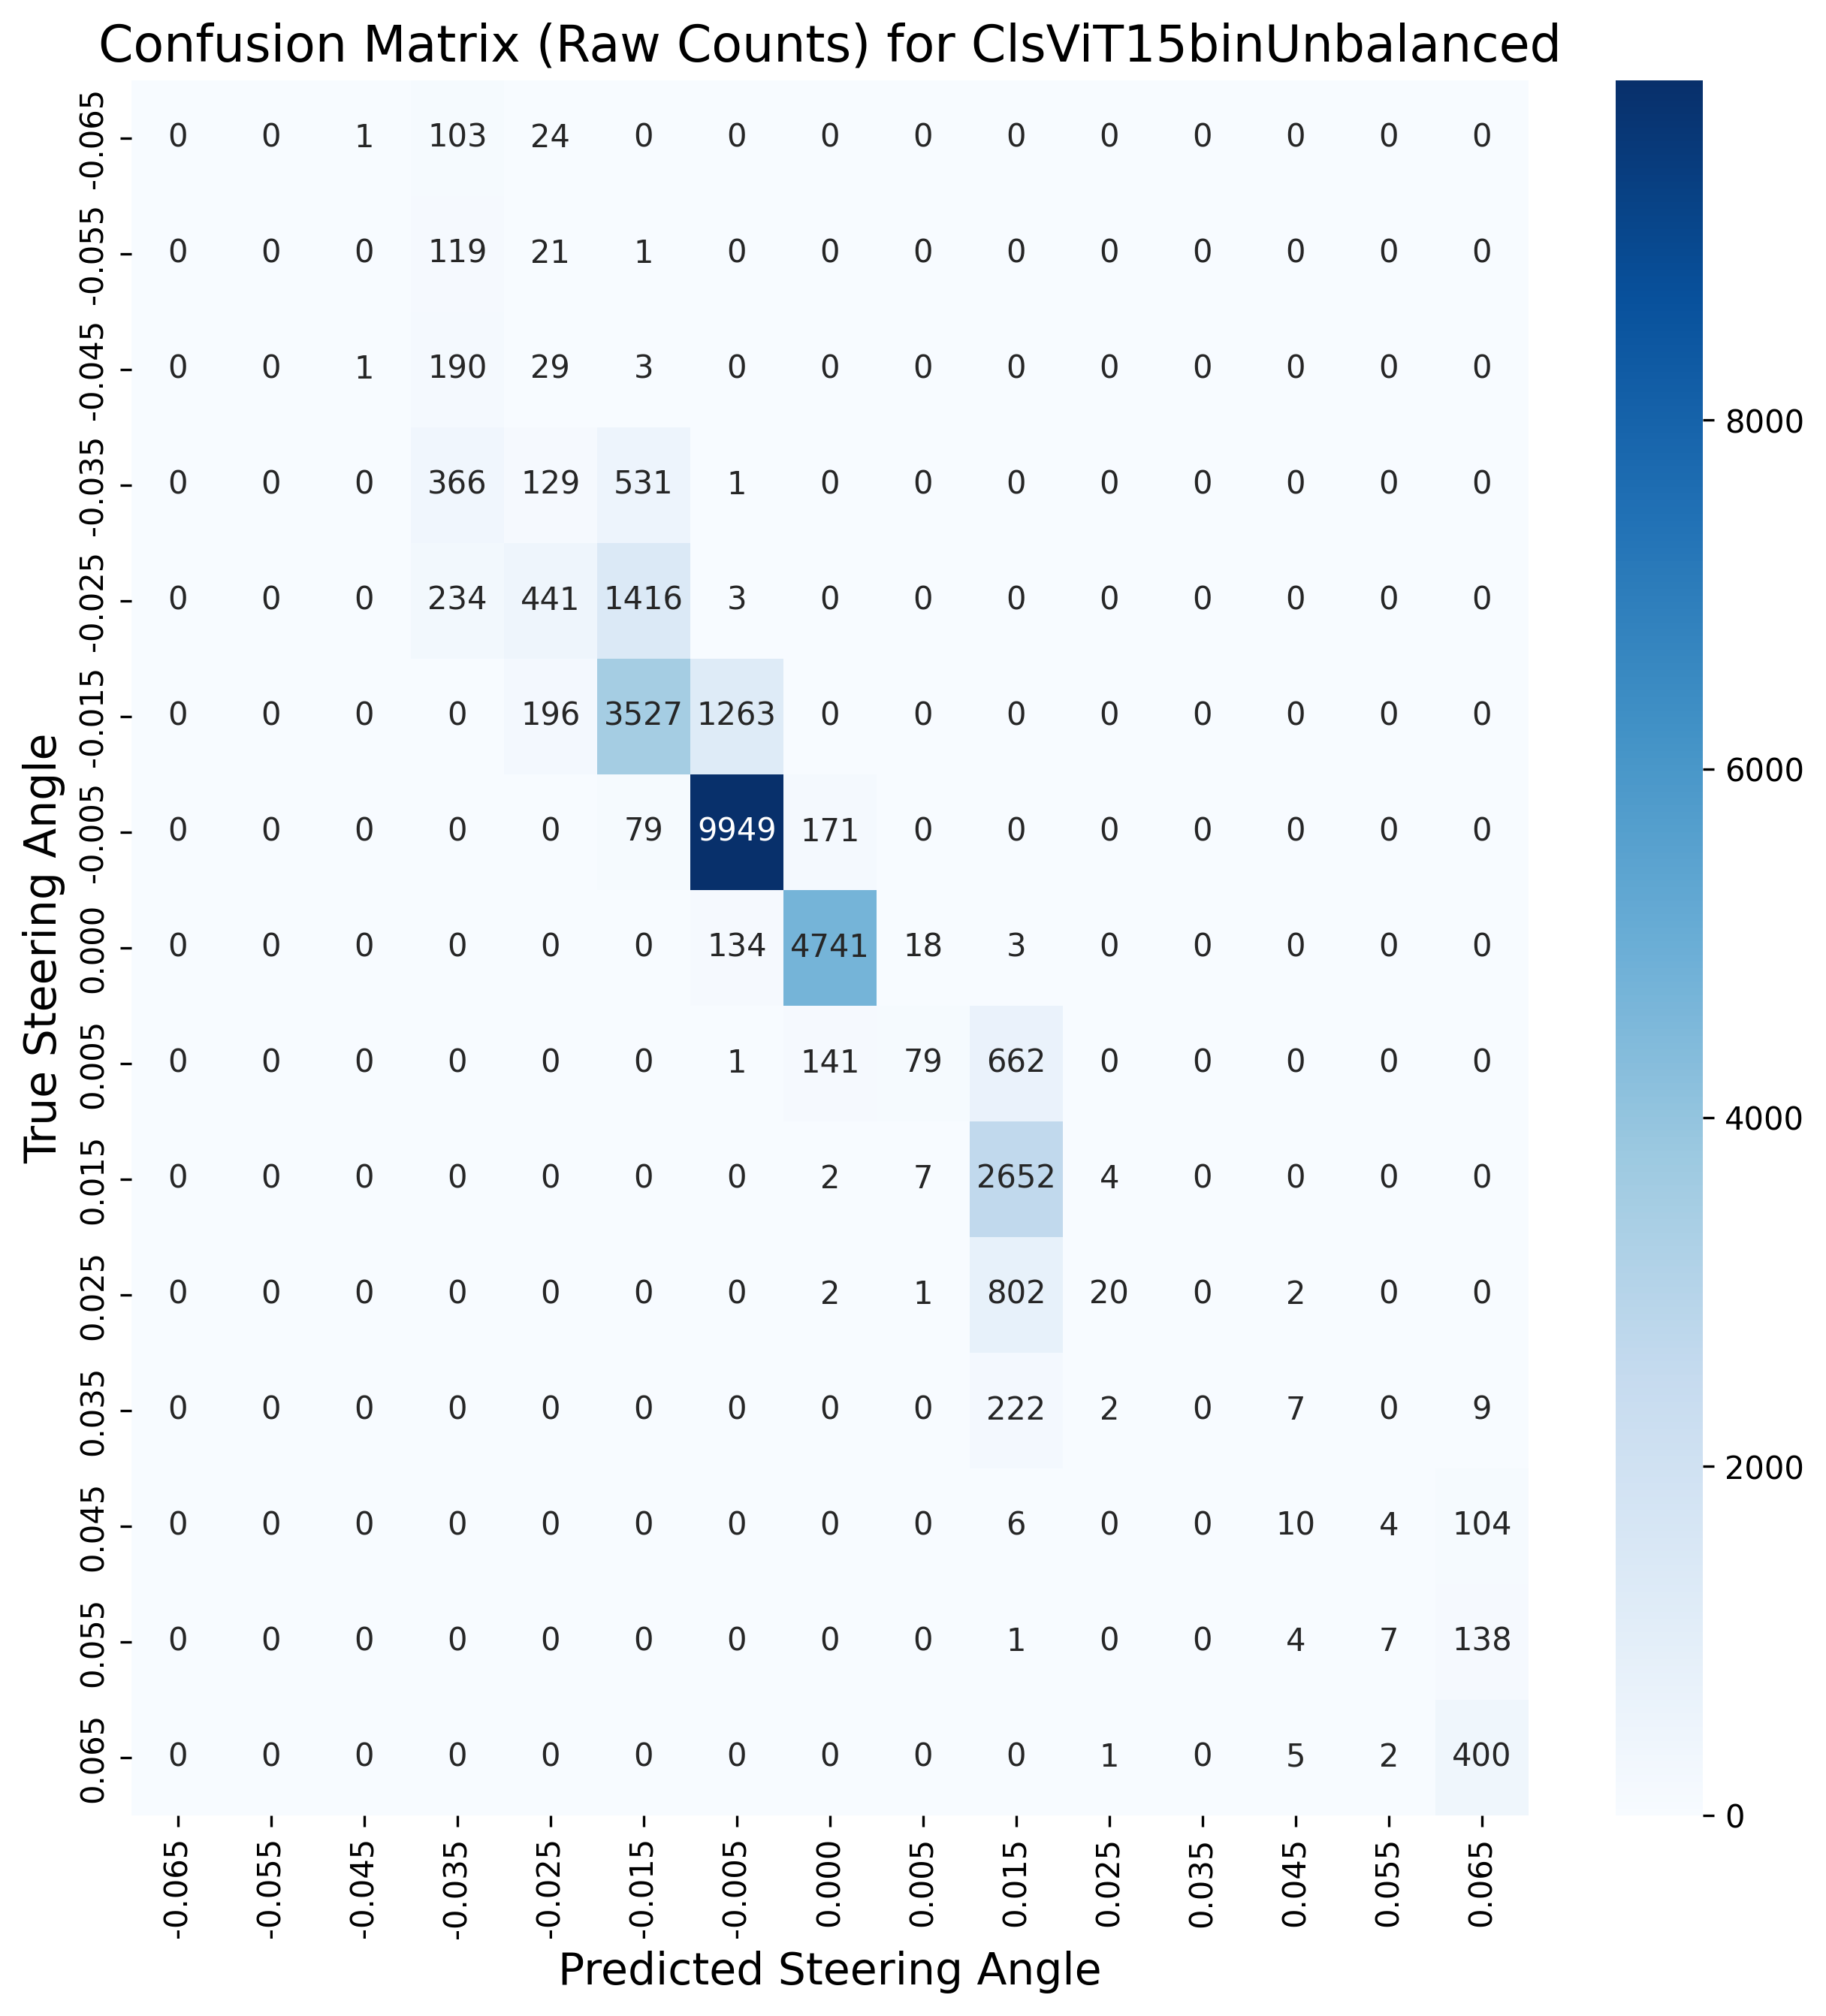 Confusion Matrix (Raw Counts) for ClsViT15binUnbalanced
True Steering Angle
-0.065 0 0 1 103 24 0 0 0 0 0 0 0 0 0 0
-0.055 0 0 0 119 21 1 0 0 0 0 0 0 0 0 0
-0.045 0 0 1 190 29 3 0 0 0 0 0 0 0 0 0
-0.035 0 0 0 366 129 531 1 0 0 0 0 0 0 0 0
-0.025 0 0 0 234 441 1416 3 0 0 0 0 0 0 0 0
-0.015 0 0 0 0 196 3527 1263 0 0 0 0 0 0 0 0
-0.005 0 0 0 0 0 79 9949 171 0 0 0 0 0 0 0
0.000 0 0 0 0 0 0 134 4741 18 3 0 0 0 0 0
0.005 0 0 0 0 0 0 1 141 79 662 0 0 0 0 0
0.015 0 0 0 0 0 0 0 2 7 2652 4 0 0 0 0
0.025 0 0 0 0 0 0 0 2 1 802 20 0 2 0 0
0.035 0 0 0 0 0 0 0 0 0 222 2 0 7 0 9
0.045 0 0 0 0 0 0 0 0 0 6 0 0 10 4 104
0.055 0 0 0 0 0 0 0 0 0 1 0 0 4 7 138
0.065 0 0 0 0 0 0 0 0 0 0 1 0 5 2 400
-0.065 -0.055 -0.045 -0.035 -0.025 -0.015 -0.005 0.000 0.005 0.015 0.025 0.035 0.045 0.055 0.065
Predicted Steering Angle
8000
6000
4000
2000
0